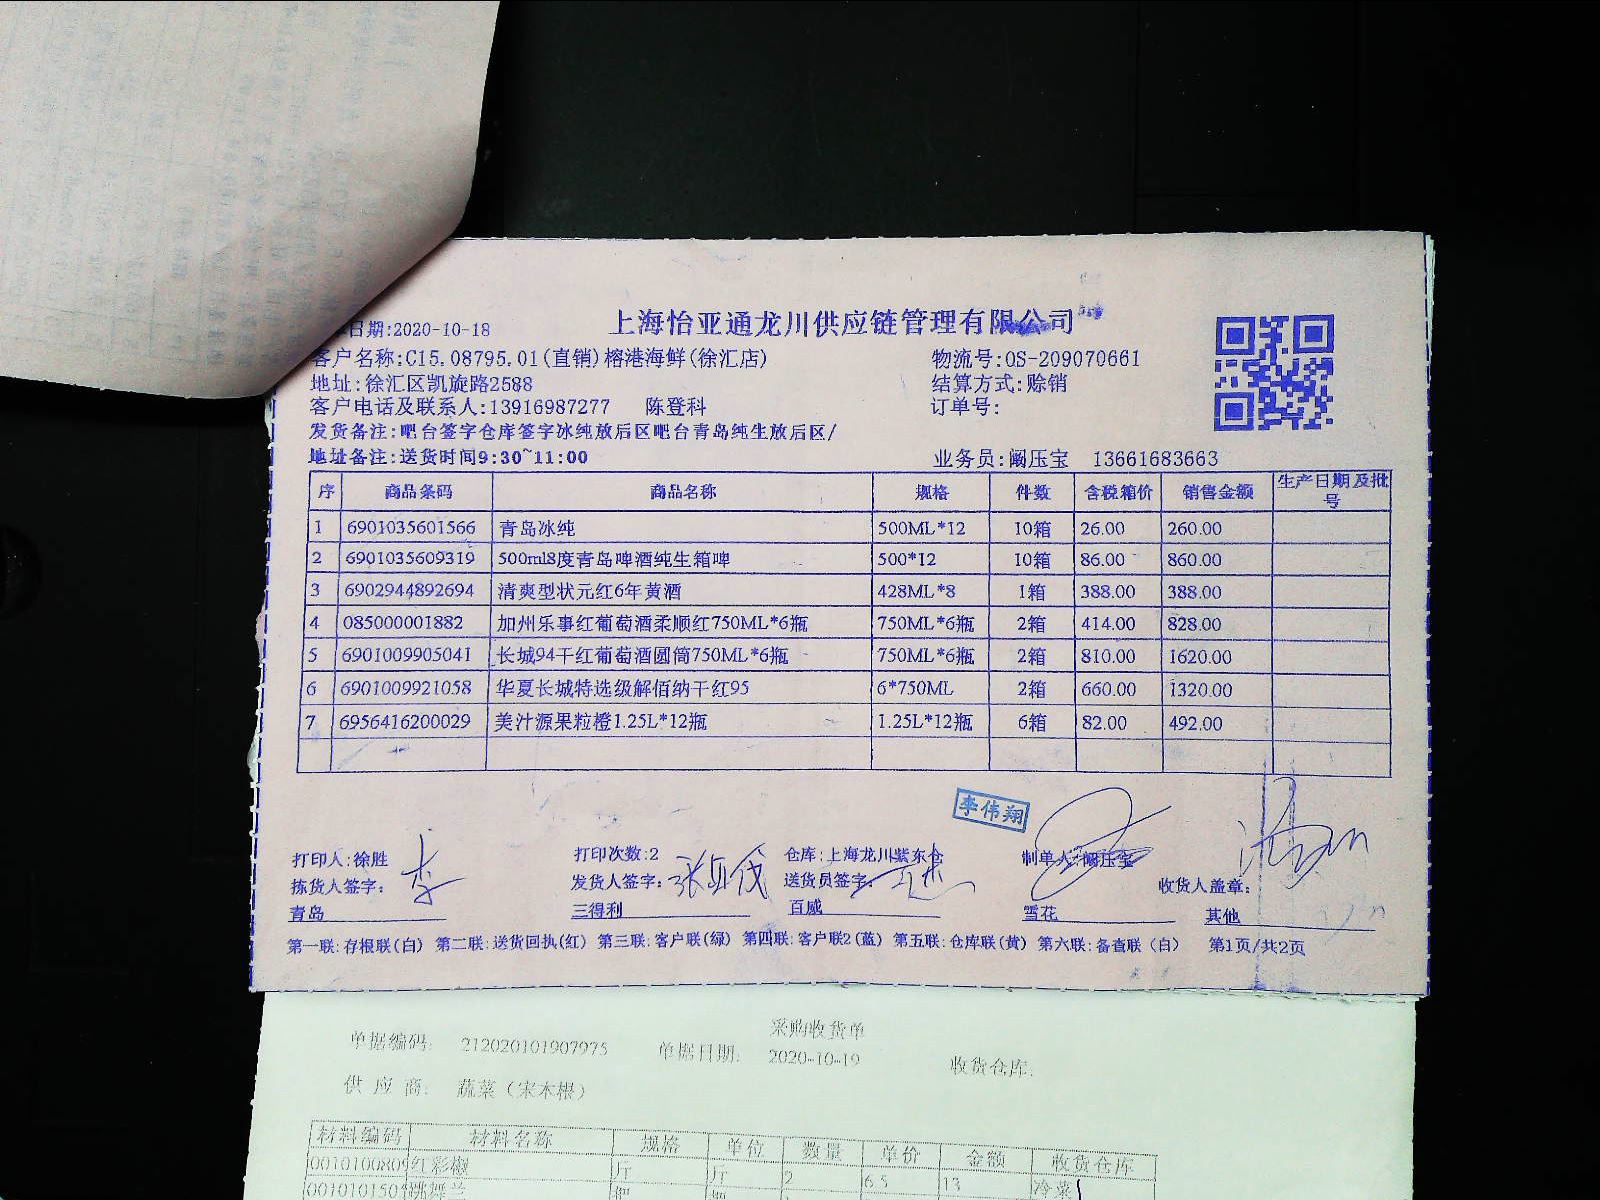 上海怡亚通龙川供应链管理有限公司
日期:2020-10-18
客户名称:C15.08795.01(直销)榕港海鲜(徐汇店) 物流号:OS-209070661
地址:徐汇区凯旋路2588 结算方式:赊销
客户电话及联系人:13916987277 陈登科 订单号:
发货备注:吧台签字仓库签字冰纯放后区吧台青岛纯生放后区/
地址备注:送货时间9:30~11:00 业务员:阚压宝 13661683663
序 商品条码 商品名称 规格 件数 含税箱价 销售金额 生产日期及批号
1 6901035601566 青岛冰纯 500ML*12 10箱 26.00 260.00
2 6901035609319 500ml8度青岛啤酒纯生箱啤 500*12 10箱 86.00 860.00
3 6902944892694 清爽型状元红6年黄酒 428ML*8 1箱 388.00 388.00
4 085000001882 加州乐事红葡萄酒柔顺红750ML*6瓶 750ML*6瓶 2箱 414.00 828.00
5 6901009905041 长城94干红葡萄酒圆筒750ML*6瓶 750ML*6瓶 2箱 810.00 1620.00
6 6901009921058 华夏长城特选级解佰纳干红95 6*750ML 2箱 660.00 1320.00
7 6956416200029 美汁源果粒橙1.25L*12瓶 1.25L*12瓶 6箱 82.00 492.00
李伟翔
打印人:徐胜 打印次数:2 仓库:上海龙川紫东仓 制单人:阚压宝
拣货人签字: 李 发货人签字: 送货员签字: 收货人盖章:
青岛 三得利 百威 雪花 其他
第一联:存根联(白) 第二联:送货回执(红) 第三联:客户联(绿) 第四联:客户联2(蓝) 第五联:仓库联(黄) 第六联:备查联(白) 第1页/共2页
采购收货单
单据编码: 212020101907975 单据日期: 2020-10-19 收货仓库:
供应商: 蔬菜(宋木根)
材料编码 材料名称 规格 单位 数量 单价 金额 收货仓库
0010100809 红彩椒 斤 斤 2 6.5 13 冷菜
0010101509 跳舞兰 把 把